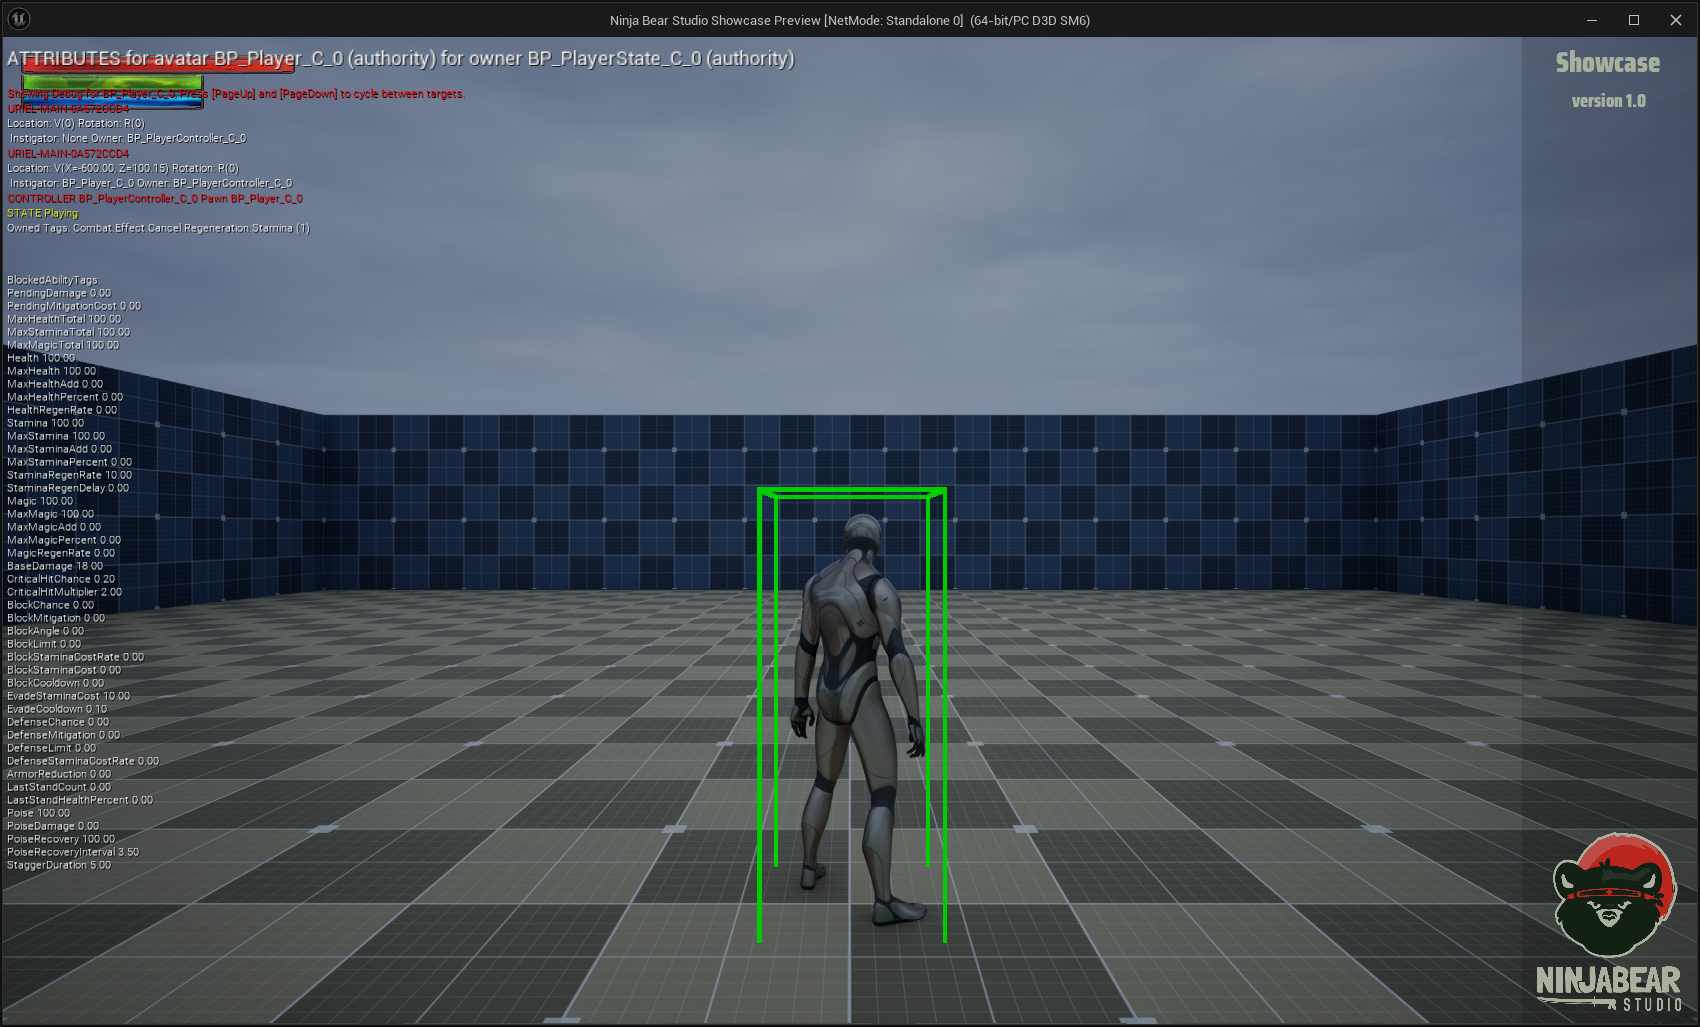 Ninja Bear Studio Showcase Preview [NetMode: Standalone 0] (64-bit/PC D3D SM6)
ATTRIBUTES for avatar BP_Player_C_0 (authority) for owner BP_PlayerState_C_0 (authority)
Showcase
version 1.0
Showing Debug for BP_Player_C_0, Press [PageUp] and [PageDown] to cycle between targets.
URIEL-MAIN-0A572CCD4
Location: V(0) Rotation: R(0)
Instigator: None Owner: BP_PlayerController_C_0
URIEL-MAIN-0A572CCD4
Location: V(X=-600.00, Z=100.15) Rotation: R(0)
Instigator: BP_Player_C_0 Owner: BP_PlayerController_C_0
CONTROLLER BP_PlayerController_C_0 Pawn BP_Player_C_0
STATE Playing
Owned Tags: Combat.Effect.Cancel.Regeneration.Stamina (1)
BlockedAbilityTags:
PendingDamage 0.00
PendingMitigationCost 0.00
MaxHealthTotal 100.00
MaxStaminaTotal 100.00
MaxMagicTotal 100.00
Health 100.00
MaxHealth 100.00
MaxHealthAdd 0.00
MaxHealthPercent 0.00
HealthRegenRate 0.00
Stamina 100.00
MaxStamina 100.00
MaxStaminaAdd 0.00
MaxStaminaPercent 0.00
StaminaRegenRate 10.00
StaminaRegenDelay 0.00
Magic 100.00
MaxMagic 100.00
MaxMagicAdd 0.00
MaxMagicPercent 0.00
MagicRegenRate 0.00
BaseDamage 18.00
CriticalHitChance 0.20
CriticalHitMultiplier 2.00
BlockChance 0.00
BlockMitigation 0.00
BlockAngle 0.00
BlockLimit 0.00
BlockStaminaCostRate 0.00
BlockStaminaCost 0.00
BlockCooldown 0.00
EvadeStaminaCost 10.00
EvadeCooldown 0.10
DefenseChance 0.00
DefenseMitigation 0.00
DefenseLimit 0.00
DefenseStaminaCostRate 0.00
ArmorReduction 0.00
LastStandCount 0.00
LastStandHealthPercent 0.00
Poise 100.00
PoiseDamage 0.00
PoiseRecovery 100.00
PoiseRecoveryInterval 3.50
StaggerDuration 5.00
NINJABEAR
STUDIO